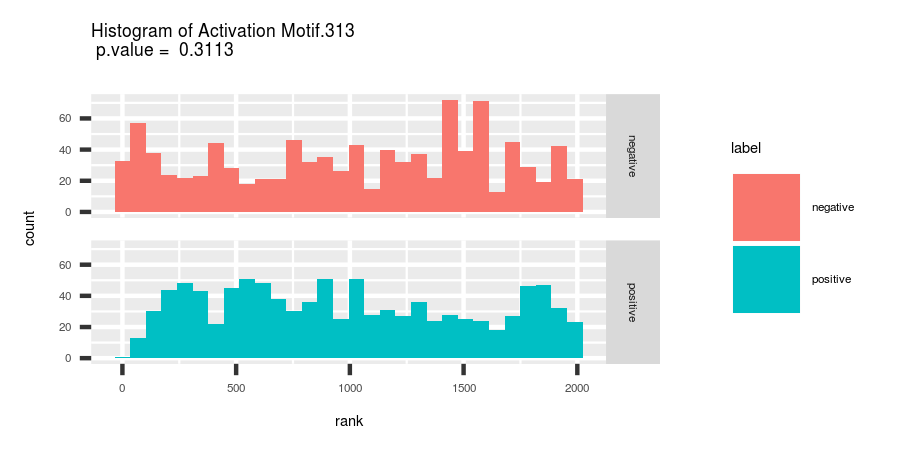 Histogram of Activation Motif.313
p.value = 0.3113
count
60
40
20
0
negative
60
40
20
0
positive
0 500 1000 1500 2000
rank
label
negative
positive